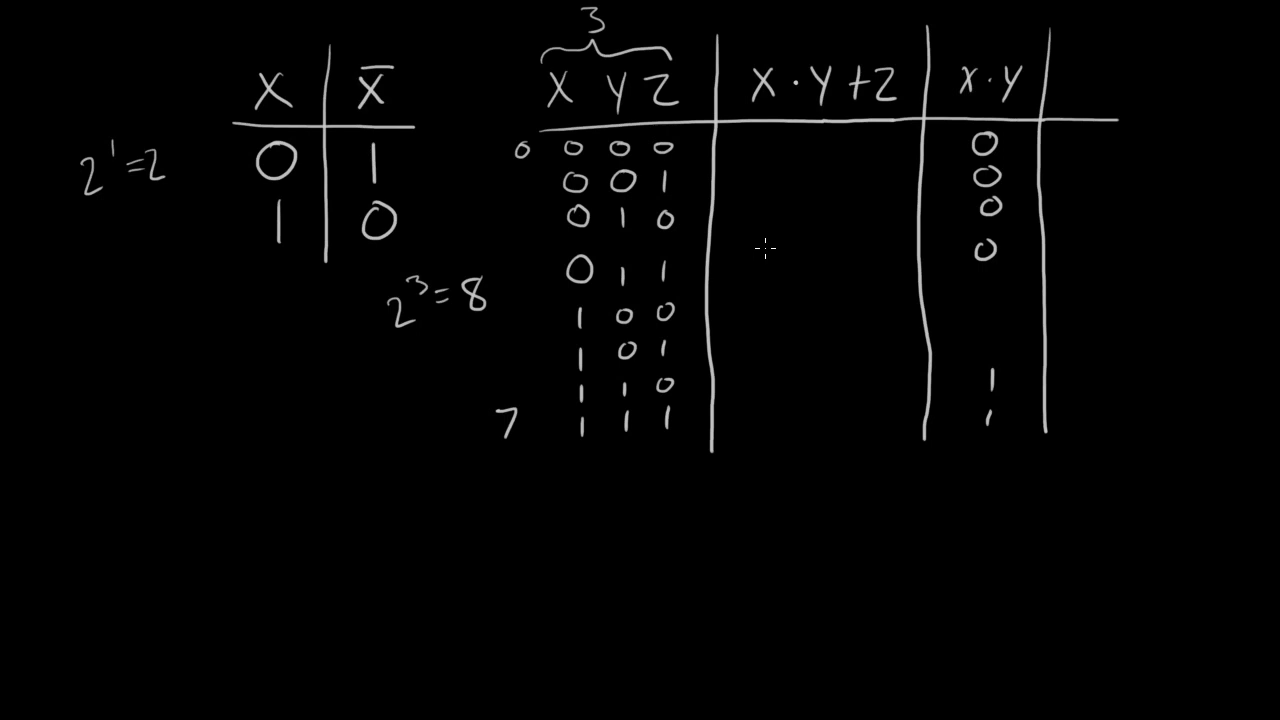 3
X X̅ X Y Z X · Y + Z X · Y
2¹=2 0 1 0 0 0 0 0
0 0 1 0
1 0 0 1 0 0
2³=8 0 1 1 0
1 0 0
1 0 1
1 1 0 1
7 1 1 1 1